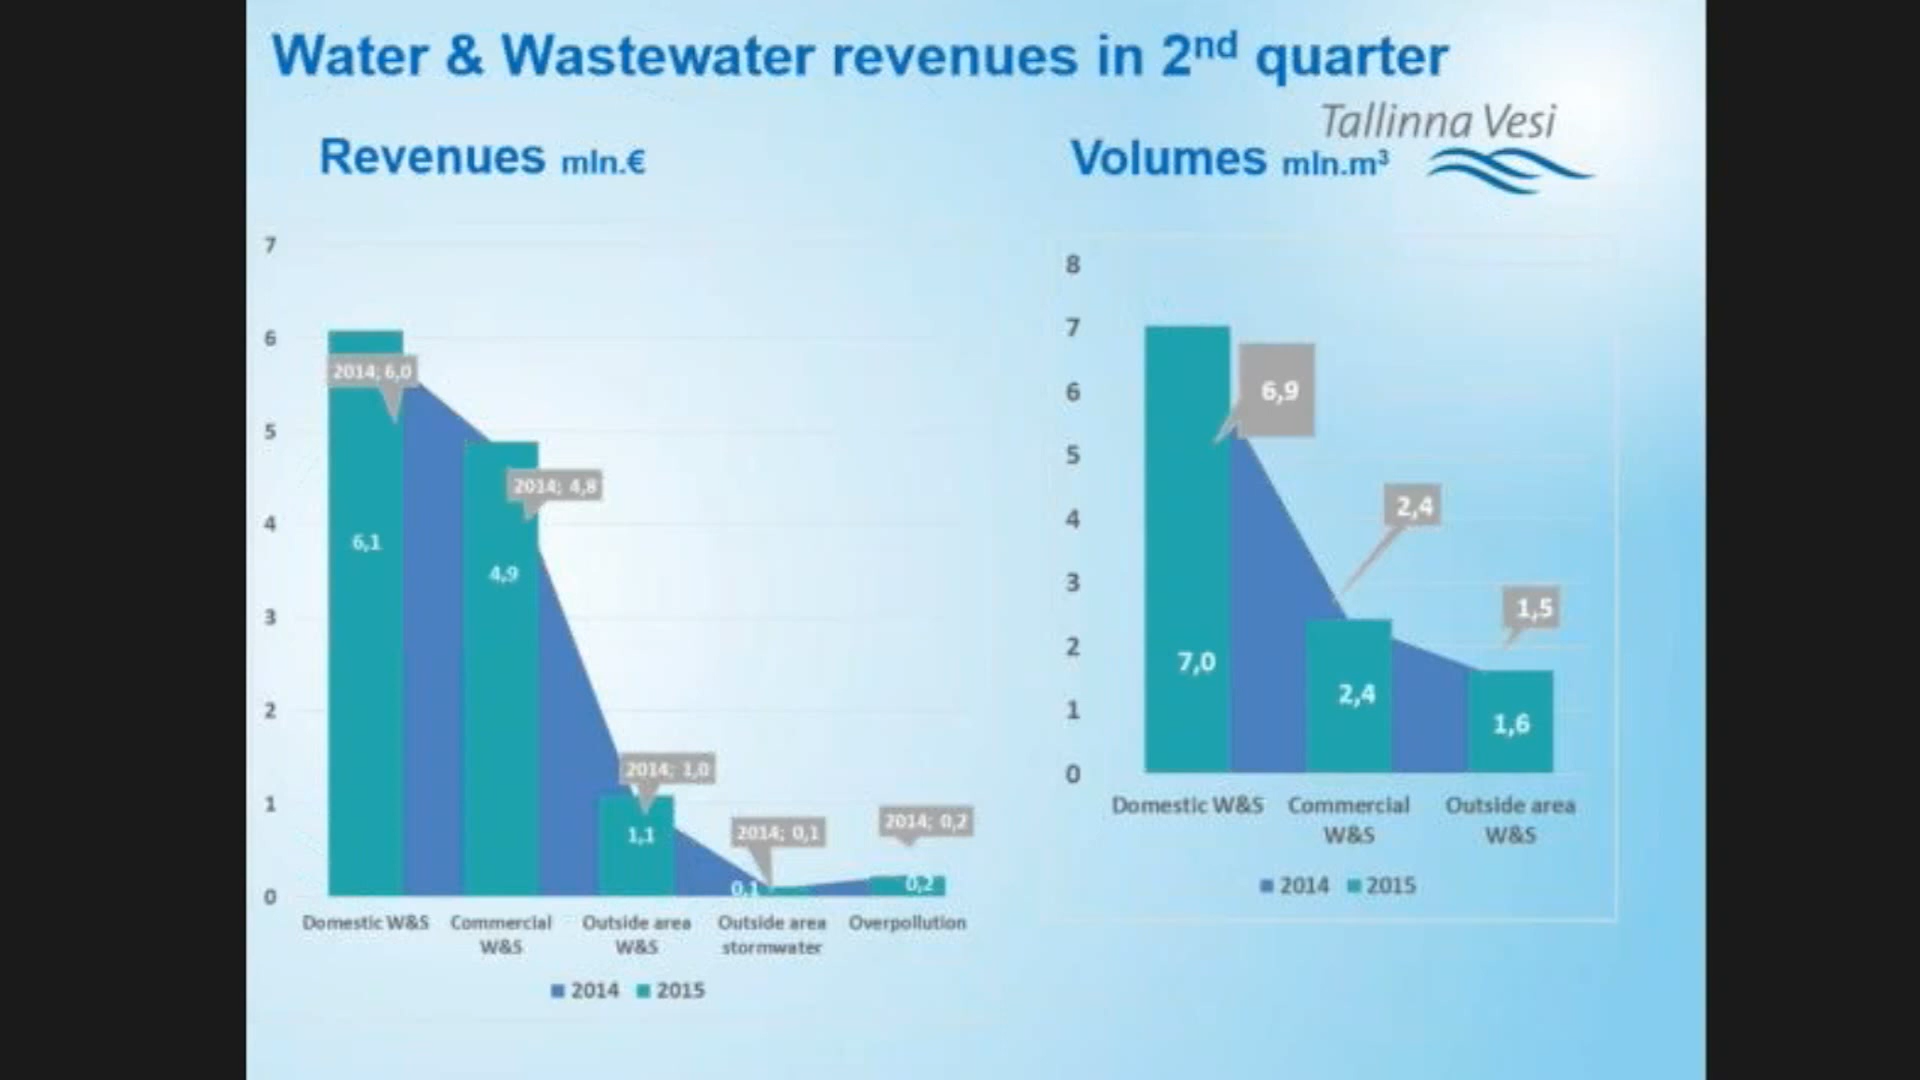 Water & Wastewater revenues in 2nd quarter
Tallinna Vesi
Revenues mln.€
7
6
5
4
3
2
1
0
2014; 6,0
6,1
2014; 4,8
4,9
2014; 1,0
1,1
2014; 0,1
0,1
2014; 0,2
0,2
Domestic W&S
Commercial
W&S
Outside area
W&S
Outside area
stormwater
Overpollution
2014 2015
Volumes mln.m³
8
7
6
5
4
3
2
1
0
6,9
7,0
2,4
2,4
1,5
1,6
Domestic W&S
Commercial
W&S
Outside area
W&S
2014 2015